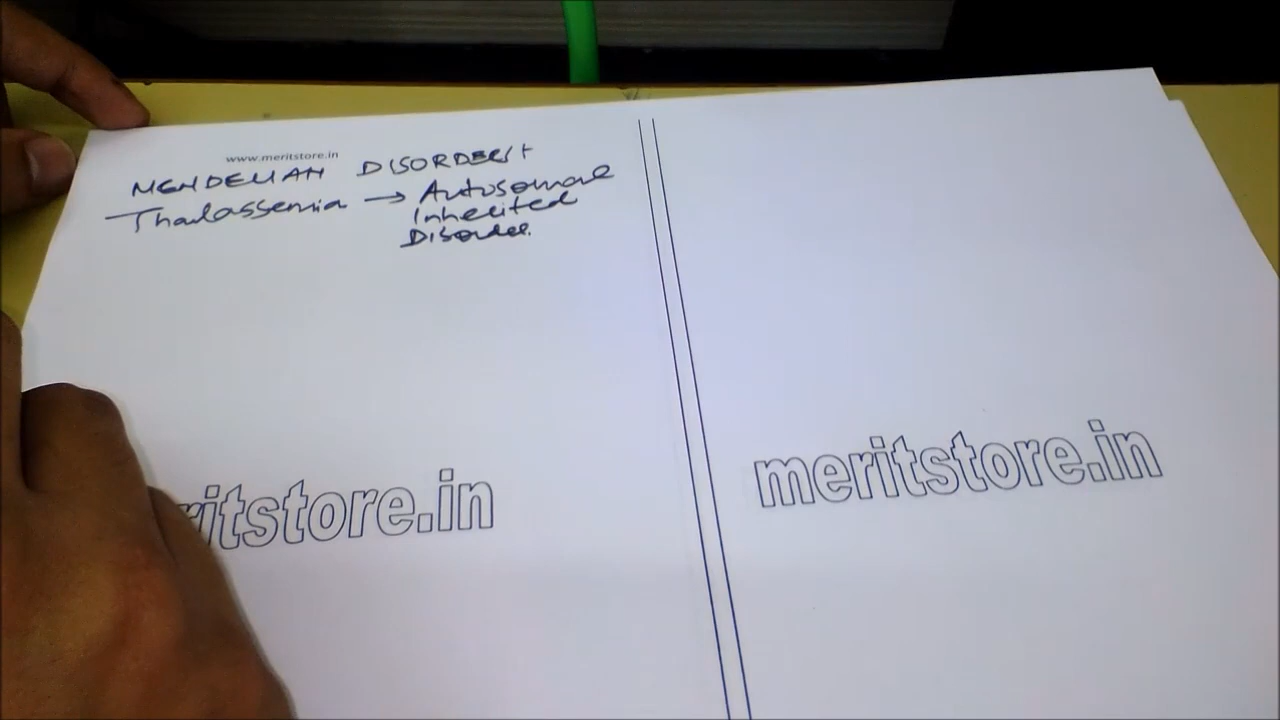 www.meritstore.in
MENDELIAN DISORDERS
Thalassemia → Autosomal
Inherited
Disorder.
meritstore.in
ritstore.in